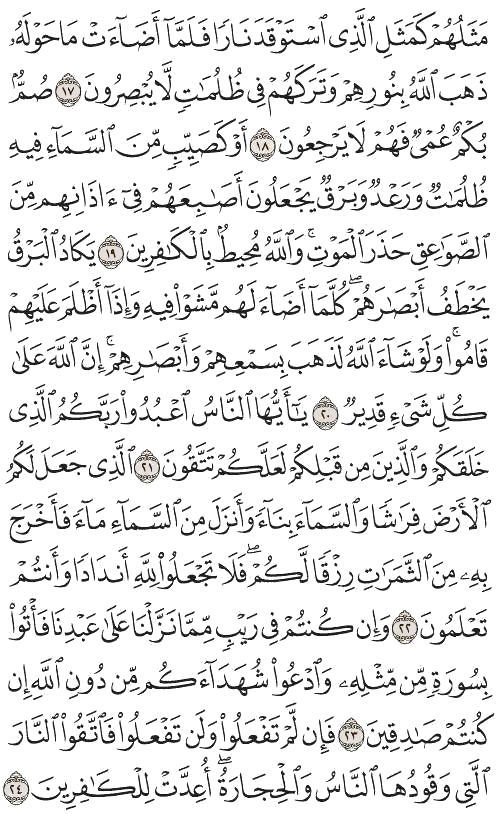 مَثَلُهُمْ كَمَثَلِ ٱلَّذِى ٱسْتَوْقَدَ نَارًا فَلَمَّآ أَضَآءَتْ مَا حَوْلَهُۥ
ذَهَبَ ٱللَّهُ بِنُورِهِمْ وَتَرَكَهُمْ فِى ظُلُمَٰتٍ لَّا يُبْصِرُونَ ١٧ صُمٌّۢ
بُكْمٌ عُمْىٌ فَهُمْ لَا يَرْجِعُونَ ١٨ أَوْ كَصَيِّبٍ مِّنَ ٱلسَّمَآءِ فِيهِ
ظُلُمَٰتٌ وَرَعْدٌ وَبَرْقٌ يَجْعَلُونَ أَصَٰبِعَهُمْ فِىٓ ءَاذَانِهِم مِّنَ
ٱلصَّوَٰعِقِ حَذَرَ ٱلْمَوْتِ ۚ وَٱللَّهُ مُحِيطٌۢ بِٱلْكَٰفِرِينَ ١٩ يَكَادُ ٱلْبَرْقُ
يَخْطَفُ أَبْصَٰرَهُمْ ۖ كُلَّمَآ أَضَآءَ لَهُم مَّشَوْا۟ فِيهِ وَإِذَآ أَظْلَمَ عَلَيْهِمْ
قَامُوا۟ ۚ وَلَوْ شَآءَ ٱللَّهُ لَذَهَبَ بِسَمْعِهِمْ وَأَبْصَٰرِهِمْ ۚ إِنَّ ٱللَّهَ عَلَىٰ
كُلِّ شَىْءٍ قَدِيرٌ ٢٠ يَٰٓأَيُّهَا ٱلنَّاسُ ٱعْبُدُوا۟ رَبَّكُمُ ٱلَّذِى
خَلَقَكُمْ وَٱلَّذِينَ مِن قَبْلِكُمْ لَعَلَّكُمْ تَتَّقُونَ ٢١ ٱلَّذِى جَعَلَ لَكُمُ
ٱلْأَرْضَ فِرَٰشًا وَٱلسَّمَآءَ بِنَآءً وَأَنزَلَ مِنَ ٱلسَّمَآءِ مَآءً فَأَخْرَجَ
بِهِۦ مِنَ ٱلثَّمَرَٰتِ رِزْقًا لَّكُمْ ۖ فَلَا تَجْعَلُوا۟ لِلَّهِ أَندَادًا وَأَنتُمْ
تَعْلَمُونَ ٢٢ وَإِن كُنتُمْ فِى رَيْبٍ مِّمَّا نَزَّلْنَا عَلَىٰ عَبْدِنَا فَأْتُوا۟
بِسُورَةٍ مِّن مِّثْلِهِۦ وَٱدْعُوا۟ شُهَدَآءَكُم مِّن دُونِ ٱللَّهِ إِن
كُنتُمْ صَٰدِقِينَ ٢٣ فَإِن لَّمْ تَفْعَلُوا۟ وَلَن تَفْعَلُوا۟ فَٱتَّقُوا۟ ٱلنَّارَ
ٱلَّتِى وَقُودُهَا ٱلنَّاسُ وَٱلْحِجَارَةُ ۖ أُعِدَّتْ لِلْكَٰفِرِينَ ٢٤